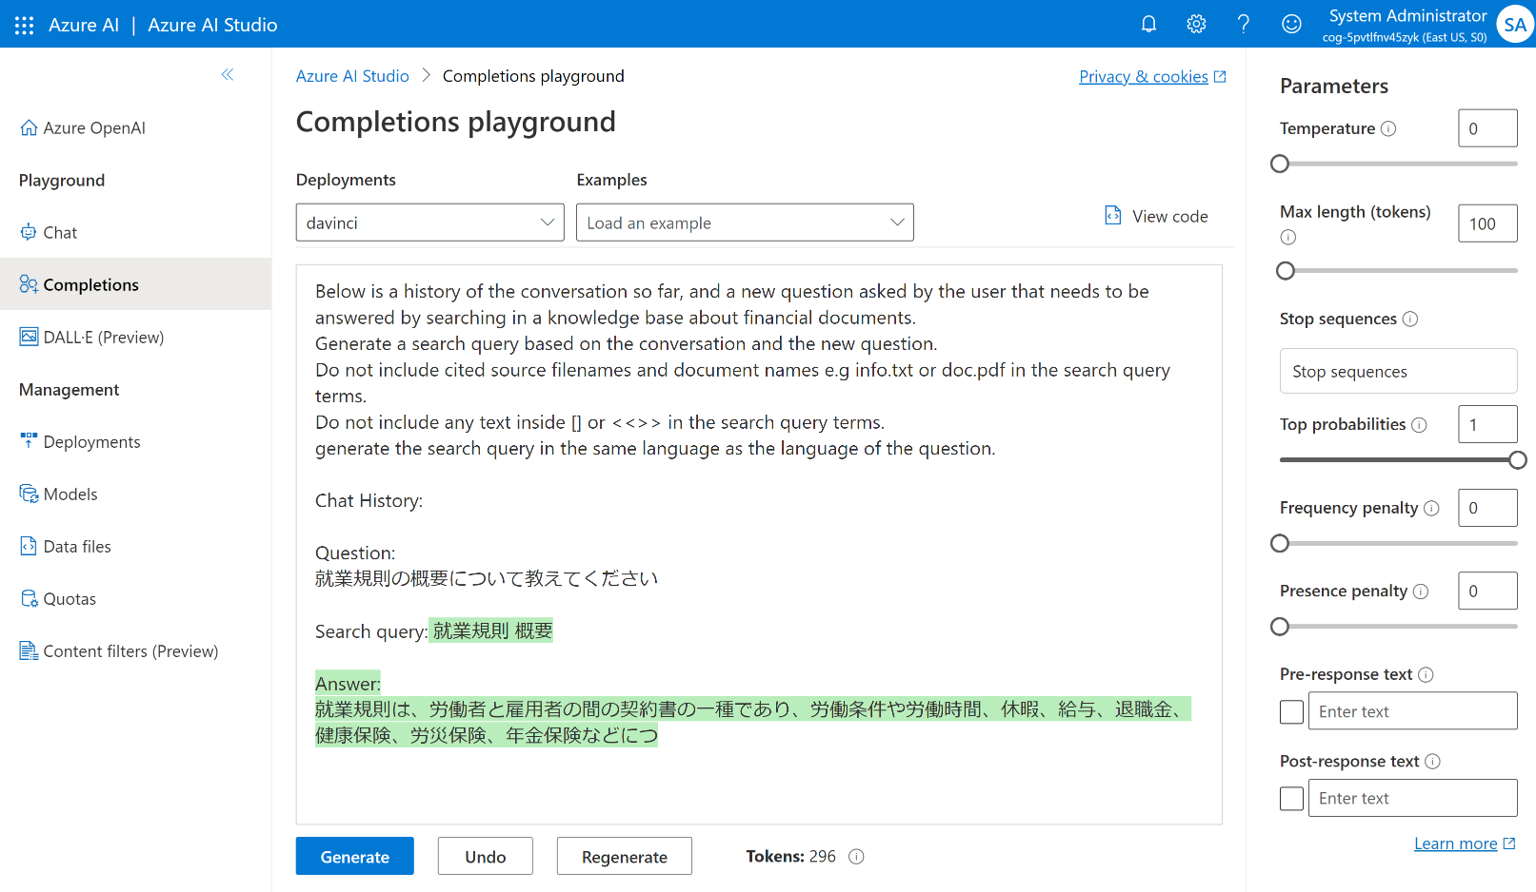 Azure AI | Azure AI Studio
System Administrator
cog-5pvtlfnv45zyk (East US, S0)
SA
Azure OpenAI
Playground
Chat
Completions
DALL·E (Preview)
Management
Deployments
Models
Data files
Quotas
Content filters (Preview)
Azure AI Studio > Completions playground
Privacy & cookies
Completions playground
Deployments
Examples
davinci
Load an example
View code
Below is a history of the conversation so far, and a new question asked by the user that needs to be
answered by searching in a knowledge base about financial documents.
Generate a search query based on the conversation and the new question.
Do not include cited source filenames and document names e.g info.txt or doc.pdf in the search query
terms.
Do not include any text inside [] or <<>> in the search query terms.
generate the search query in the same language as the language of the question.
Chat History:
Question:
就業規則の概要について教えてください
Search query: 就業規則 概要
Answer:
就業規則は、労働者と雇用者の間の契約書の一種であり、労働条件や労働時間、休暇、給与、退職金、
健康保険、労災保険、年金保険などにつ
Generate
Undo
Regenerate
Tokens: 296
Parameters
Temperature
0
Max length (tokens)
100
Stop sequences
Stop sequences
Top probabilities
1
Frequency penalty
0
Presence penalty
0
Pre-response text
Enter text
Post-response text
Enter text
Learn more